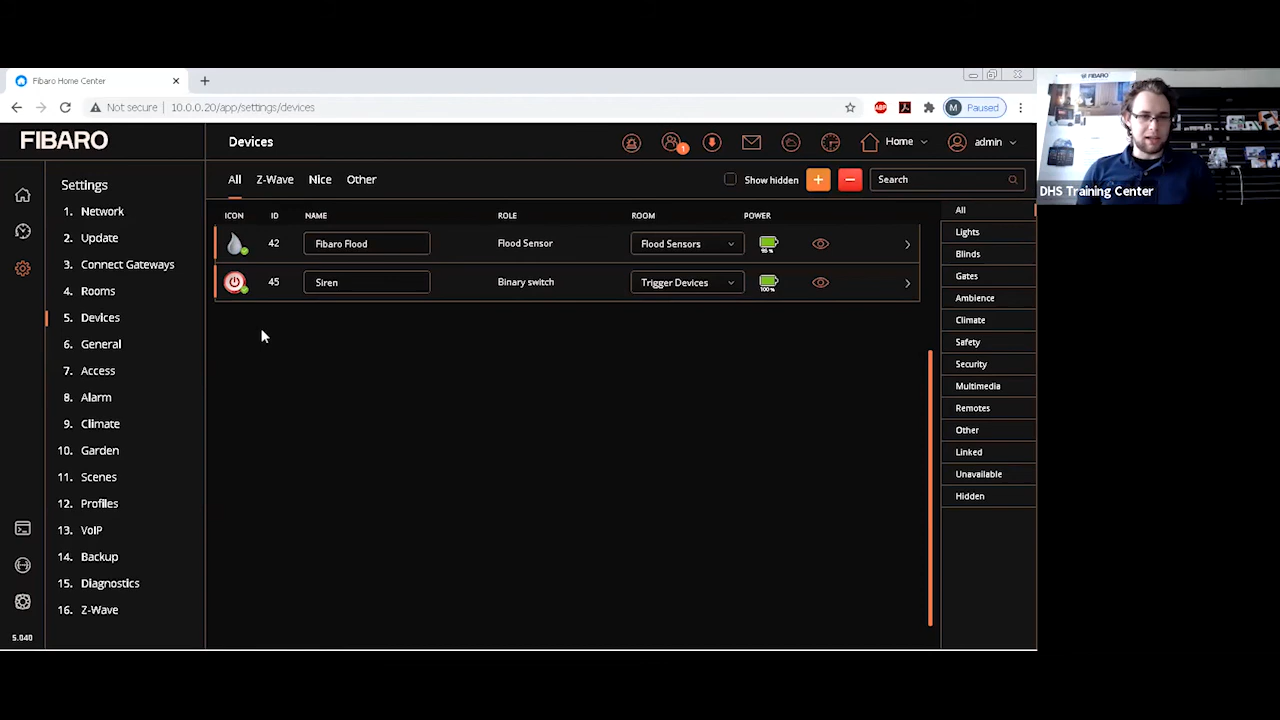 Fibaro Home Center
Not secure 10.0.0.20/app/settings/devices
ABP
M Paused
FIBARO
Devices
1
Home
admin
All Z-Wave Nice Other
Show hidden + − Search
ICON ID NAME ROLE ROOM POWER
42 Fibaro Flood Flood Sensor Flood Sensors
45 Siren Binary switch Trigger Devices 100 %
Settings
1. Network
2. Update
3. Connect Gateways
4. Rooms
5. Devices
6. General
7. Access
8. Alarm
9. Climate
10. Garden
11. Scenes
12. Profiles
13. VoIP
14. Backup
15. Diagnostics
16. Z-Wave
5.040
All
Lights
Blinds
Gates
Ambience
Climate
Safety
Security
Multimedia
Remotes
Other
Linked
Unavailable
Hidden
FIBARO
DHS Training Center